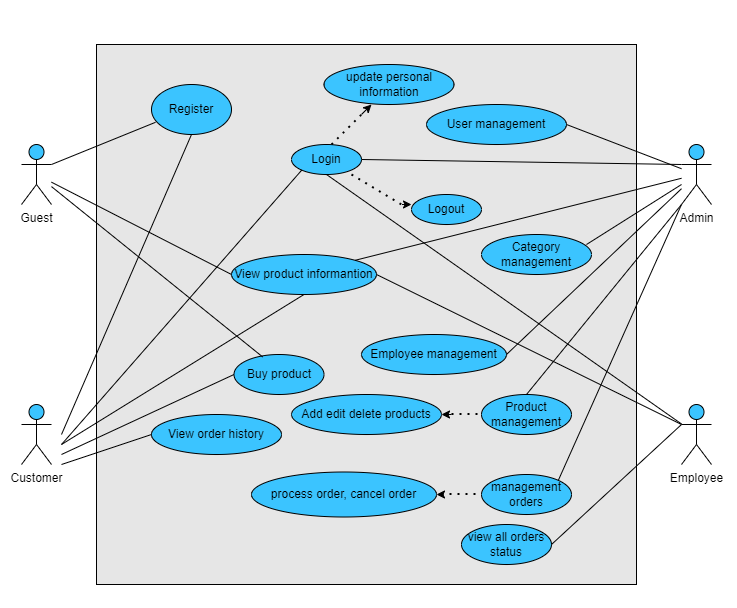 update personal
information
Register
User management
Login
Guest
Logout
Admin
Category
management
View product informantion
Employee management
Buy product
Add edit delete products
Product
management
View order history
Customer
Employee
process order, cancel order
management
orders
view all orders
status